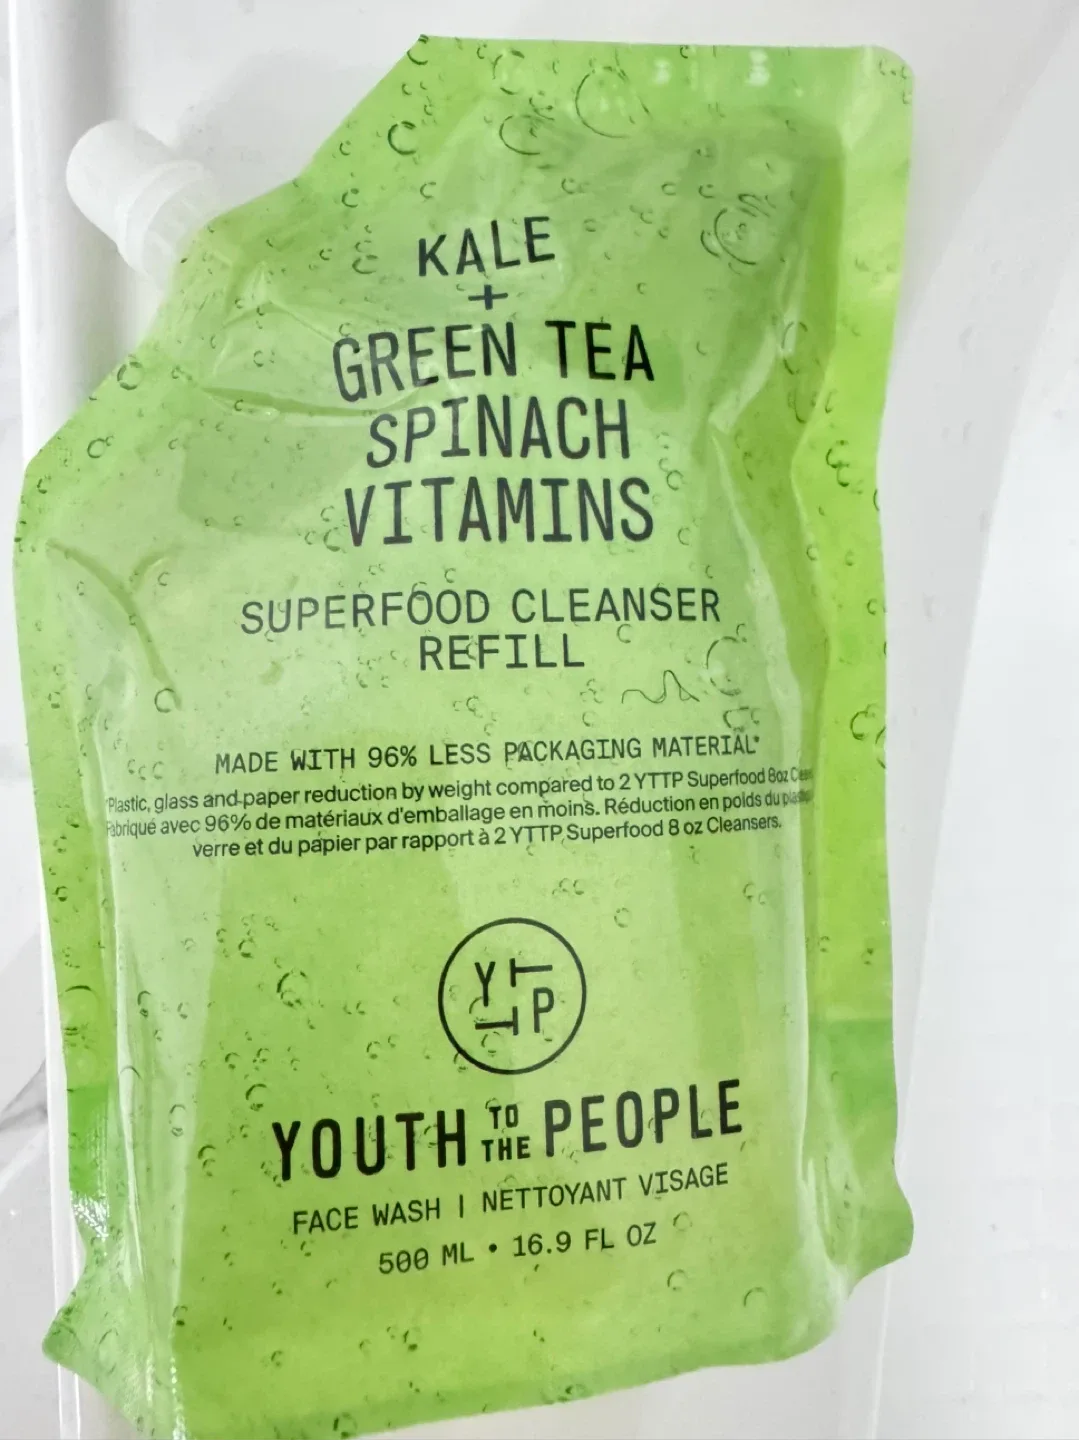 KALE
+
GREEN TEA
SPINACH
VITAMINS
SUPERFOOD CLEANSER
REFILL
MADE WITH 96% LESS PACKAGING MATERIAL*
*Plastic, glass and paper reduction by weight compared to 2 YTTP Superfood 8oz
Fabriqué avec 96% de matériaux d'emballage en moins. Réduction en poids du
verre et du papier par rapport à 2 YTTP Superfood 8 oz Cleansers.
YTTP
YOUTH TO THE PEOPLE
FACE WASH | NETTOYANT VISAGE
500 ML • 16.9 FL OZ